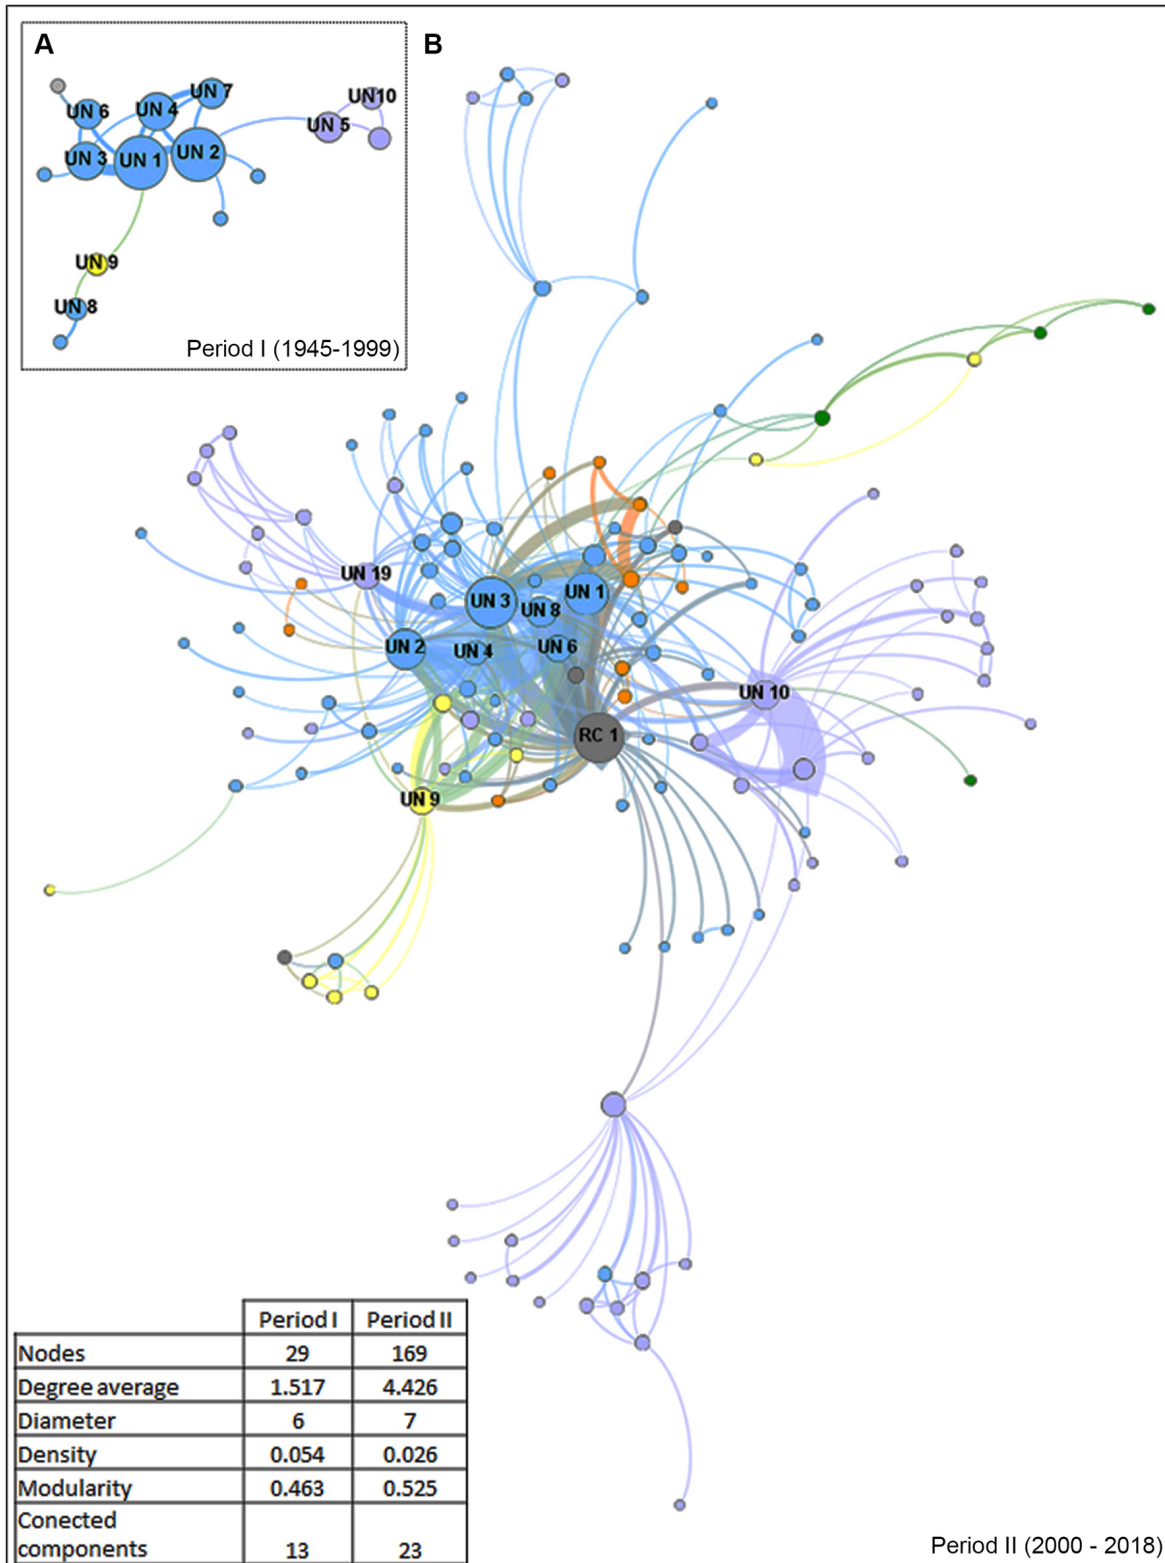 A
B
UN 7
UN 6
UN 4
UN10
UN 5
UN 3
UN 1
UN 2
UN 9
UN 8
Period I (1945-1999)
UN 19
UN 3
UN 8
UN 1
UN 2
UN 4
UN 6
UN 10
RC 1
UN 9
Period I Period II
Nodes 29 169
Degree average 1.517 4.426
Diameter 6 7
Density 0.054 0.026
Modularity 0.463 0.525
Conected
components 13 23
Period II (2000 - 2018)